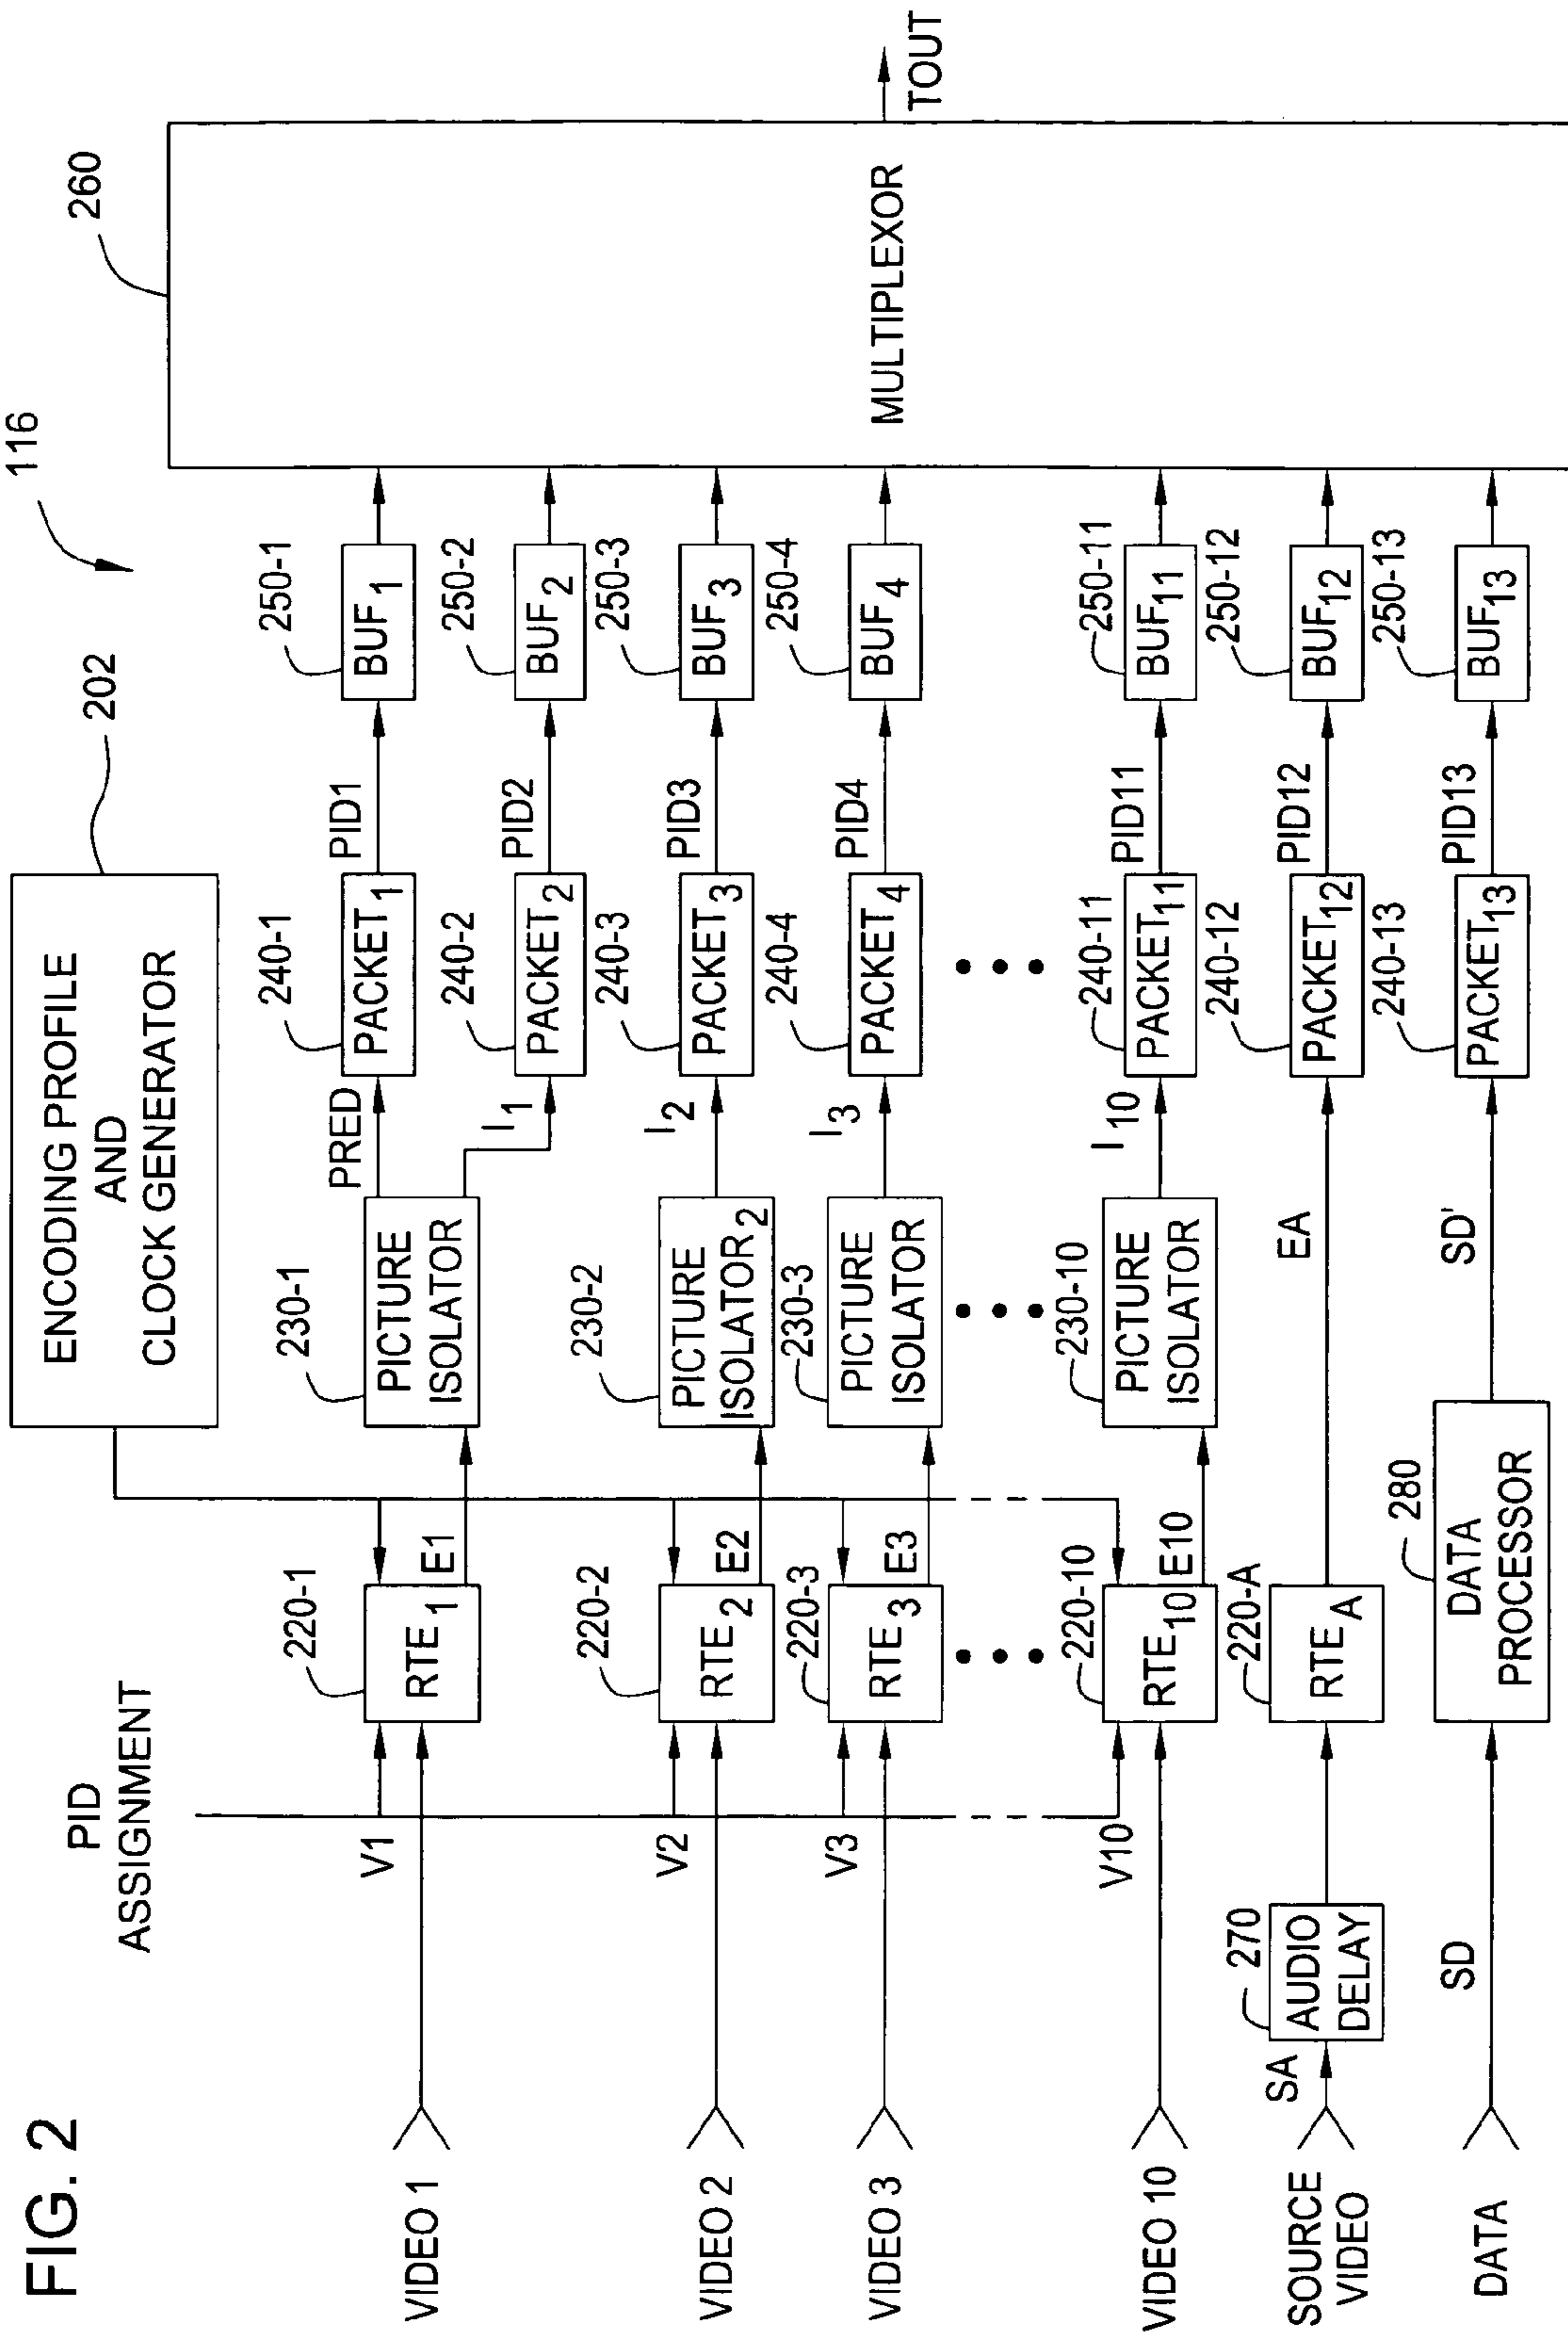 FIG. 2
116
202
ENCODING PROFILE
AND
CLOCK GENERATOR
PID
ASSIGNMENT
260
MULTIPLEXOR
TOUT
VIDEO 1
V1
220-1
RTE1
E1
230-1
PICTURE
ISOLATOR
PRED
I1
240-1
PACKET1
PID1
250-1
BUF1
240-2
PACKET2
PID2
250-2
BUF2
VIDEO 2
V2
220-2
RTE2
E2
230-2
PICTURE
ISOLATOR2
I2
240-3
PACKET3
PID3
250-3
BUF3
VIDEO 3
V3
220-3
RTE3
E3
230-3
PICTURE
ISOLATOR
I3
240-4
PACKET4
PID4
250-4
BUF4
VIDEO 10
V10
220-10
RTE10
E10
230-10
PICTURE
ISOLATOR
I10
240-11
PACKET11
PID11
250-11
BUF11
SOURCE
VIDEO
SA
270
AUDIO
DELAY
220-A
RTEA
EA
240-12
PACKET12
PID12
250-12
BUF12
DATA
SD
280
DATA
PROCESSOR
SD'
240-13
PACKET13
PID13
250-13
BUF13